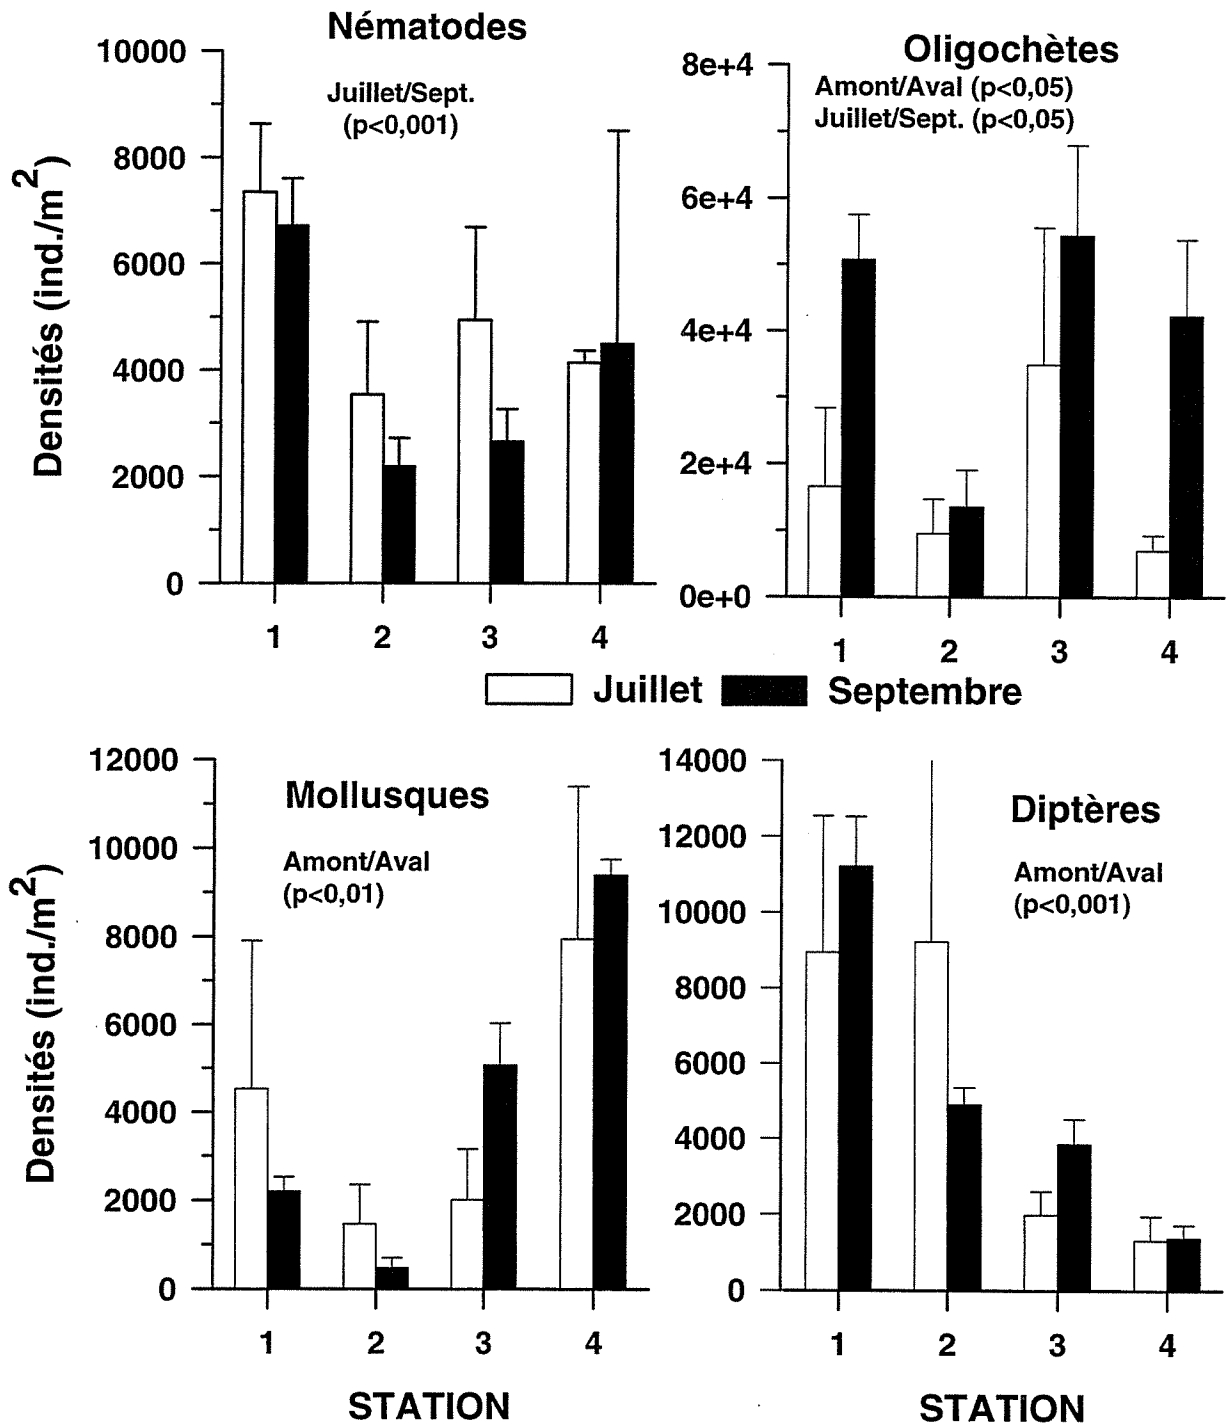 Nématodes
Juillet/Sept.
(p<0,001)
10000
8000
6000
4000
2000
0
Densités (ind./m2)
1 2 3 4
Oligochètes
Amont/Aval (p<0,05)
Juillet/Sept. (p<0,05)
8e+4
6e+4
4e+4
2e+4
0e+0
1 2 3 4
Juillet Septembre
Mollusques
Amont/Aval
(p<0,01)
12000
10000
8000
6000
4000
2000
0
Densités (ind./m2)
1 2 3 4
STATION
Diptères
Amont/Aval
(p<0,001)
14000
12000
10000
8000
6000
4000
2000
0
1 2 3 4
STATION